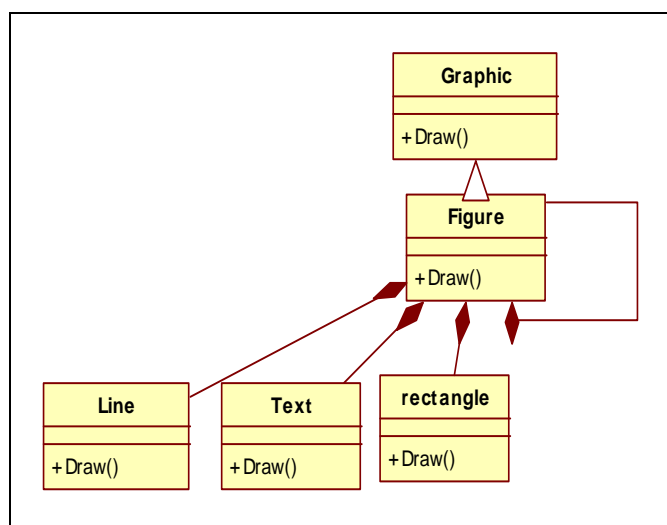 Graphic
+ Draw()
Figure
+ Draw()
Line
+ Draw()
Text
+ Draw()
rectangle
+ Draw()